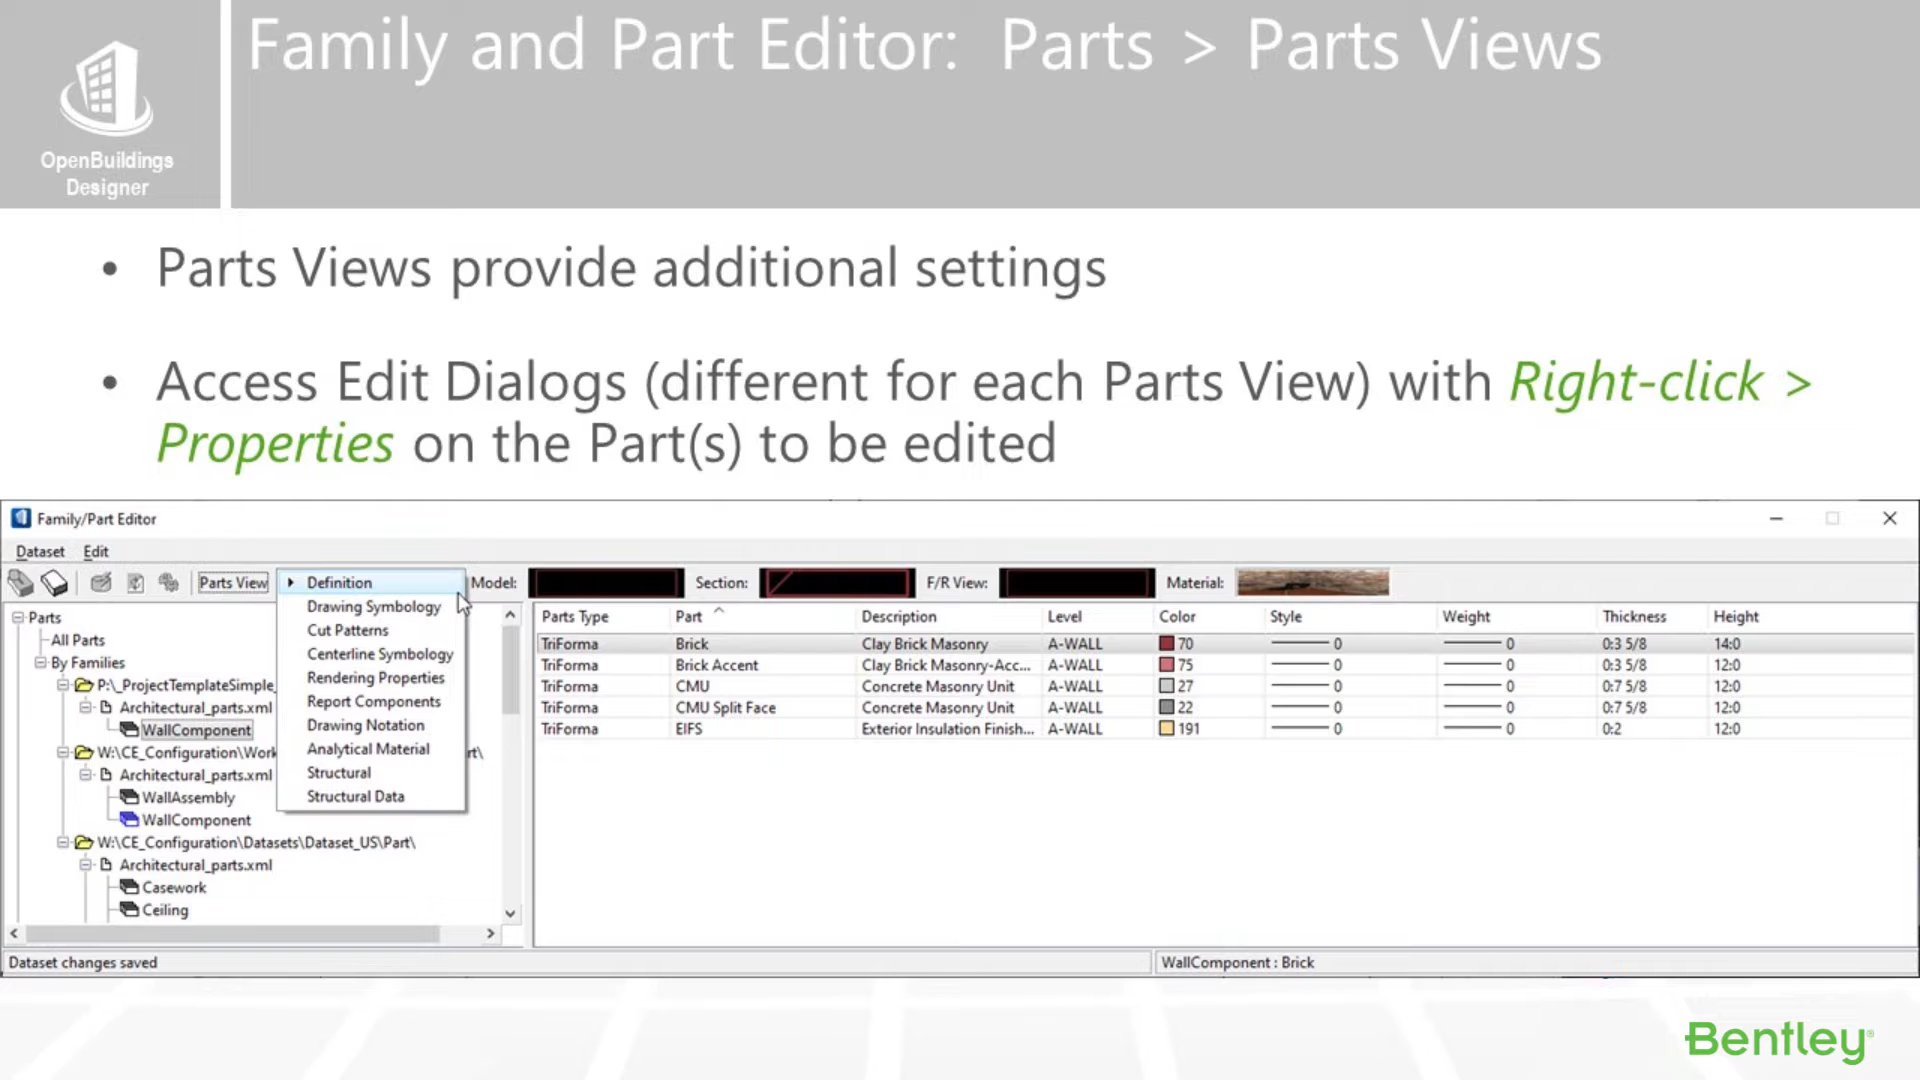 Family and Part Editor: Parts > Parts Views
OpenBuildings
Designer
• Parts Views provide additional settings
• Access Edit Dialogs (different for each Parts View) with Right-click >
Properties on the Part(s) to be edited
Family/Part Editor
Dataset Edit
Parts View
Model: Section: F/R View: Material:
Definition
Drawing Symbology
Cut Patterns
Centerline Symbology
Rendering Properties
Report Components
Drawing Notation
Analytical Material
Structural
Structural Data
Parts
All Parts
By Families
P:\_ProjectTemplateSimple_
Architectural_parts.xml
WallComponent
W:\CE_Configuration\Work rt\
Architectural_parts.xml
WallAssembly
WallComponent
W:\CE_Configuration\Datasets\Dataset_US\Part\
Architectural_parts.xml
Casework
Ceiling
Parts Type Part Description Level Color Style Weight Thickness Height
TriForma Brick Clay Brick Masonry A-WALL 70 0 0 0:3 5/8 14:0
TriForma Brick Accent Clay Brick Masonry-Acc... A-WALL 75 0 0 0:3 5/8 12:0
TriForma CMU Concrete Masonry Unit A-WALL 27 0 0 0:7 5/8 12:0
TriForma CMU Split Face Concrete Masonry Unit A-WALL 22 0 0 0:7 5/8 12:0
TriForma EIFS Exterior Insulation Finish... A-WALL 191 0 0 0:2 12:0
Dataset changes saved
WallComponent : Brick
Bentley®